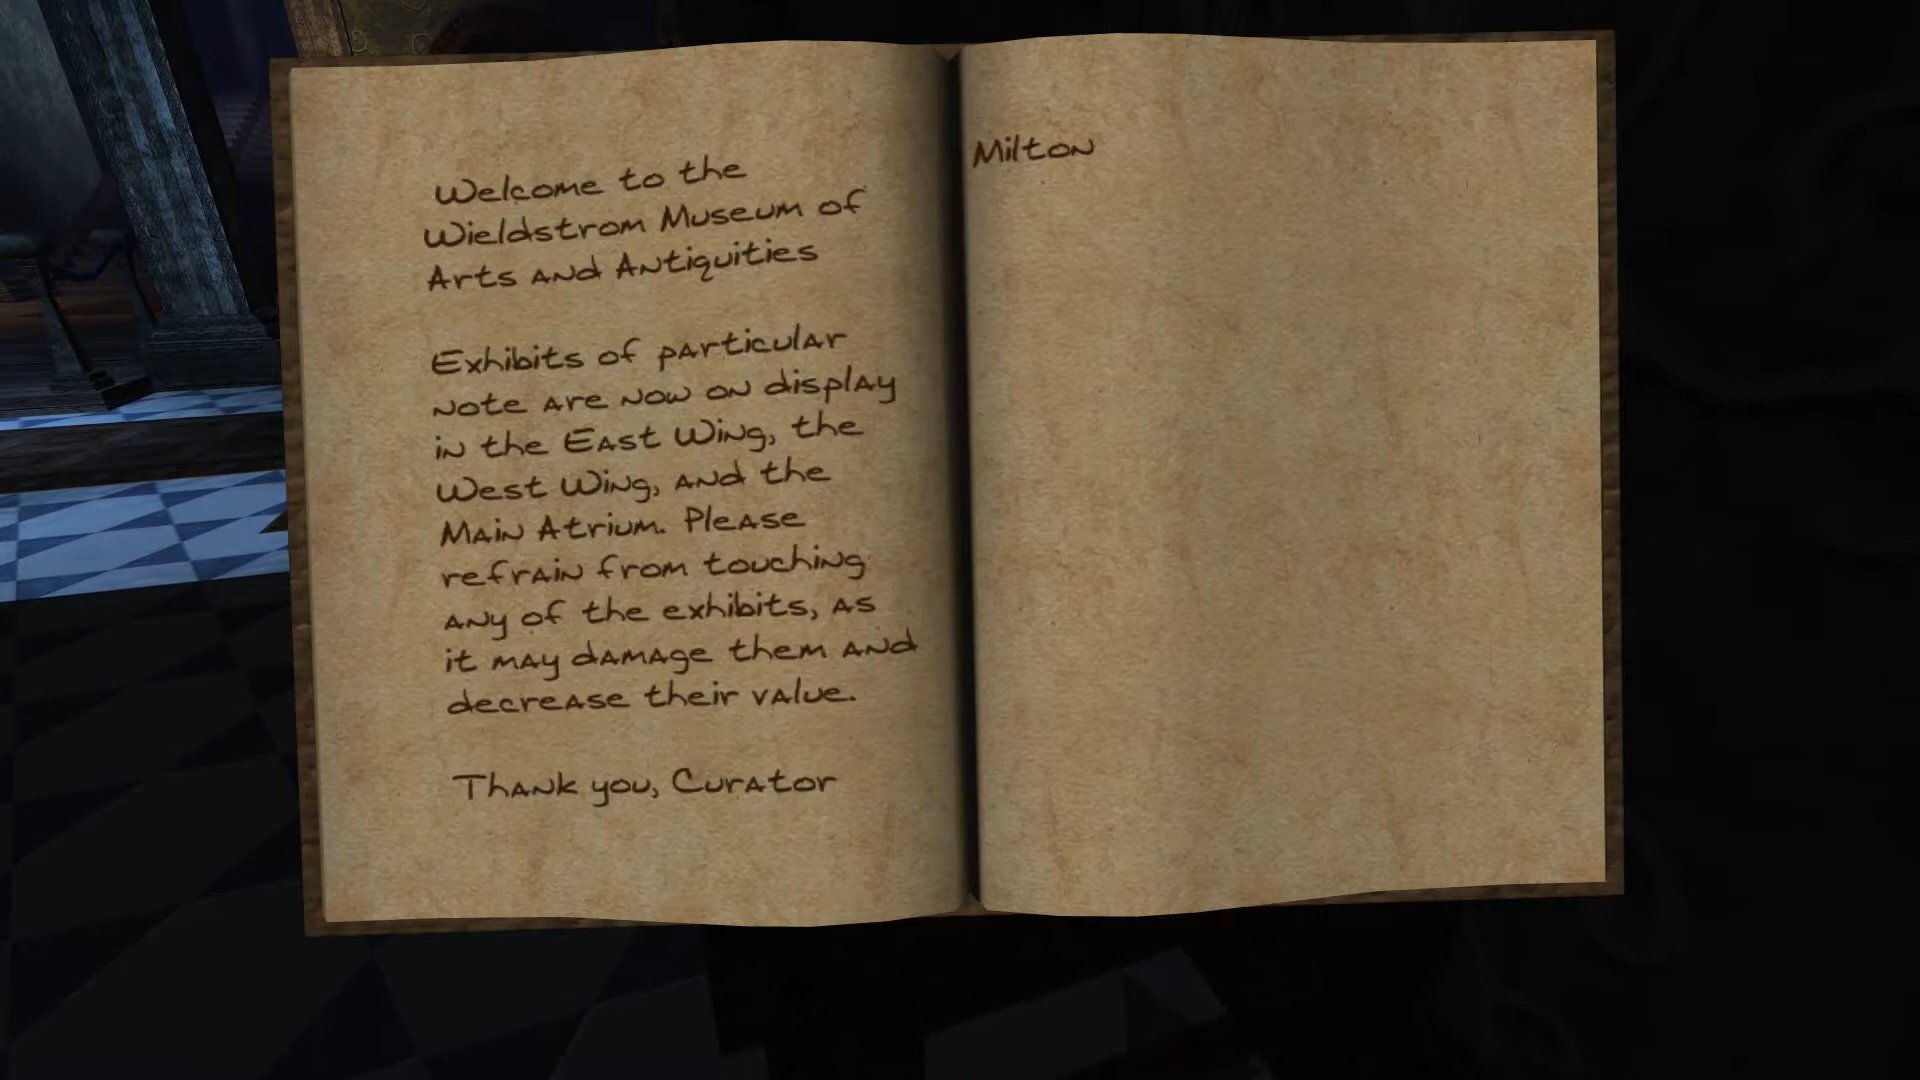 Welcome to the
Wieldstrom Museum of
Arts and Antiquities
Exhibits of particular
note are now on display
in the East Wing, the
West Wing, and the
Main Atrium. Please
refrain from touching
any of the exhibits, as
it may damage them and
decrease their value.
Thank you, Curator
Milton